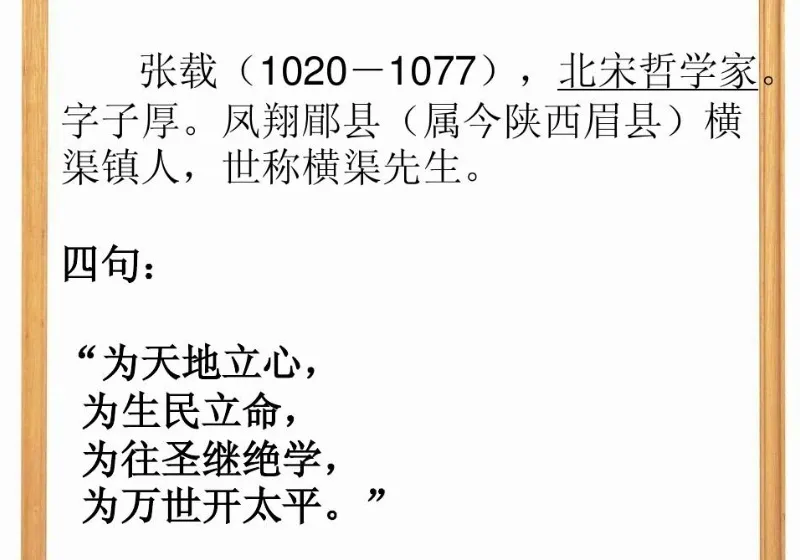 张载（1020－1077），北宋哲学家。
字子厚。凤翔郿县（属今陕西眉县）横
渠镇人，世称横渠先生。
四句：
“为天地立心，
为生民立命，
为往圣继绝学，
为万世开太平。”